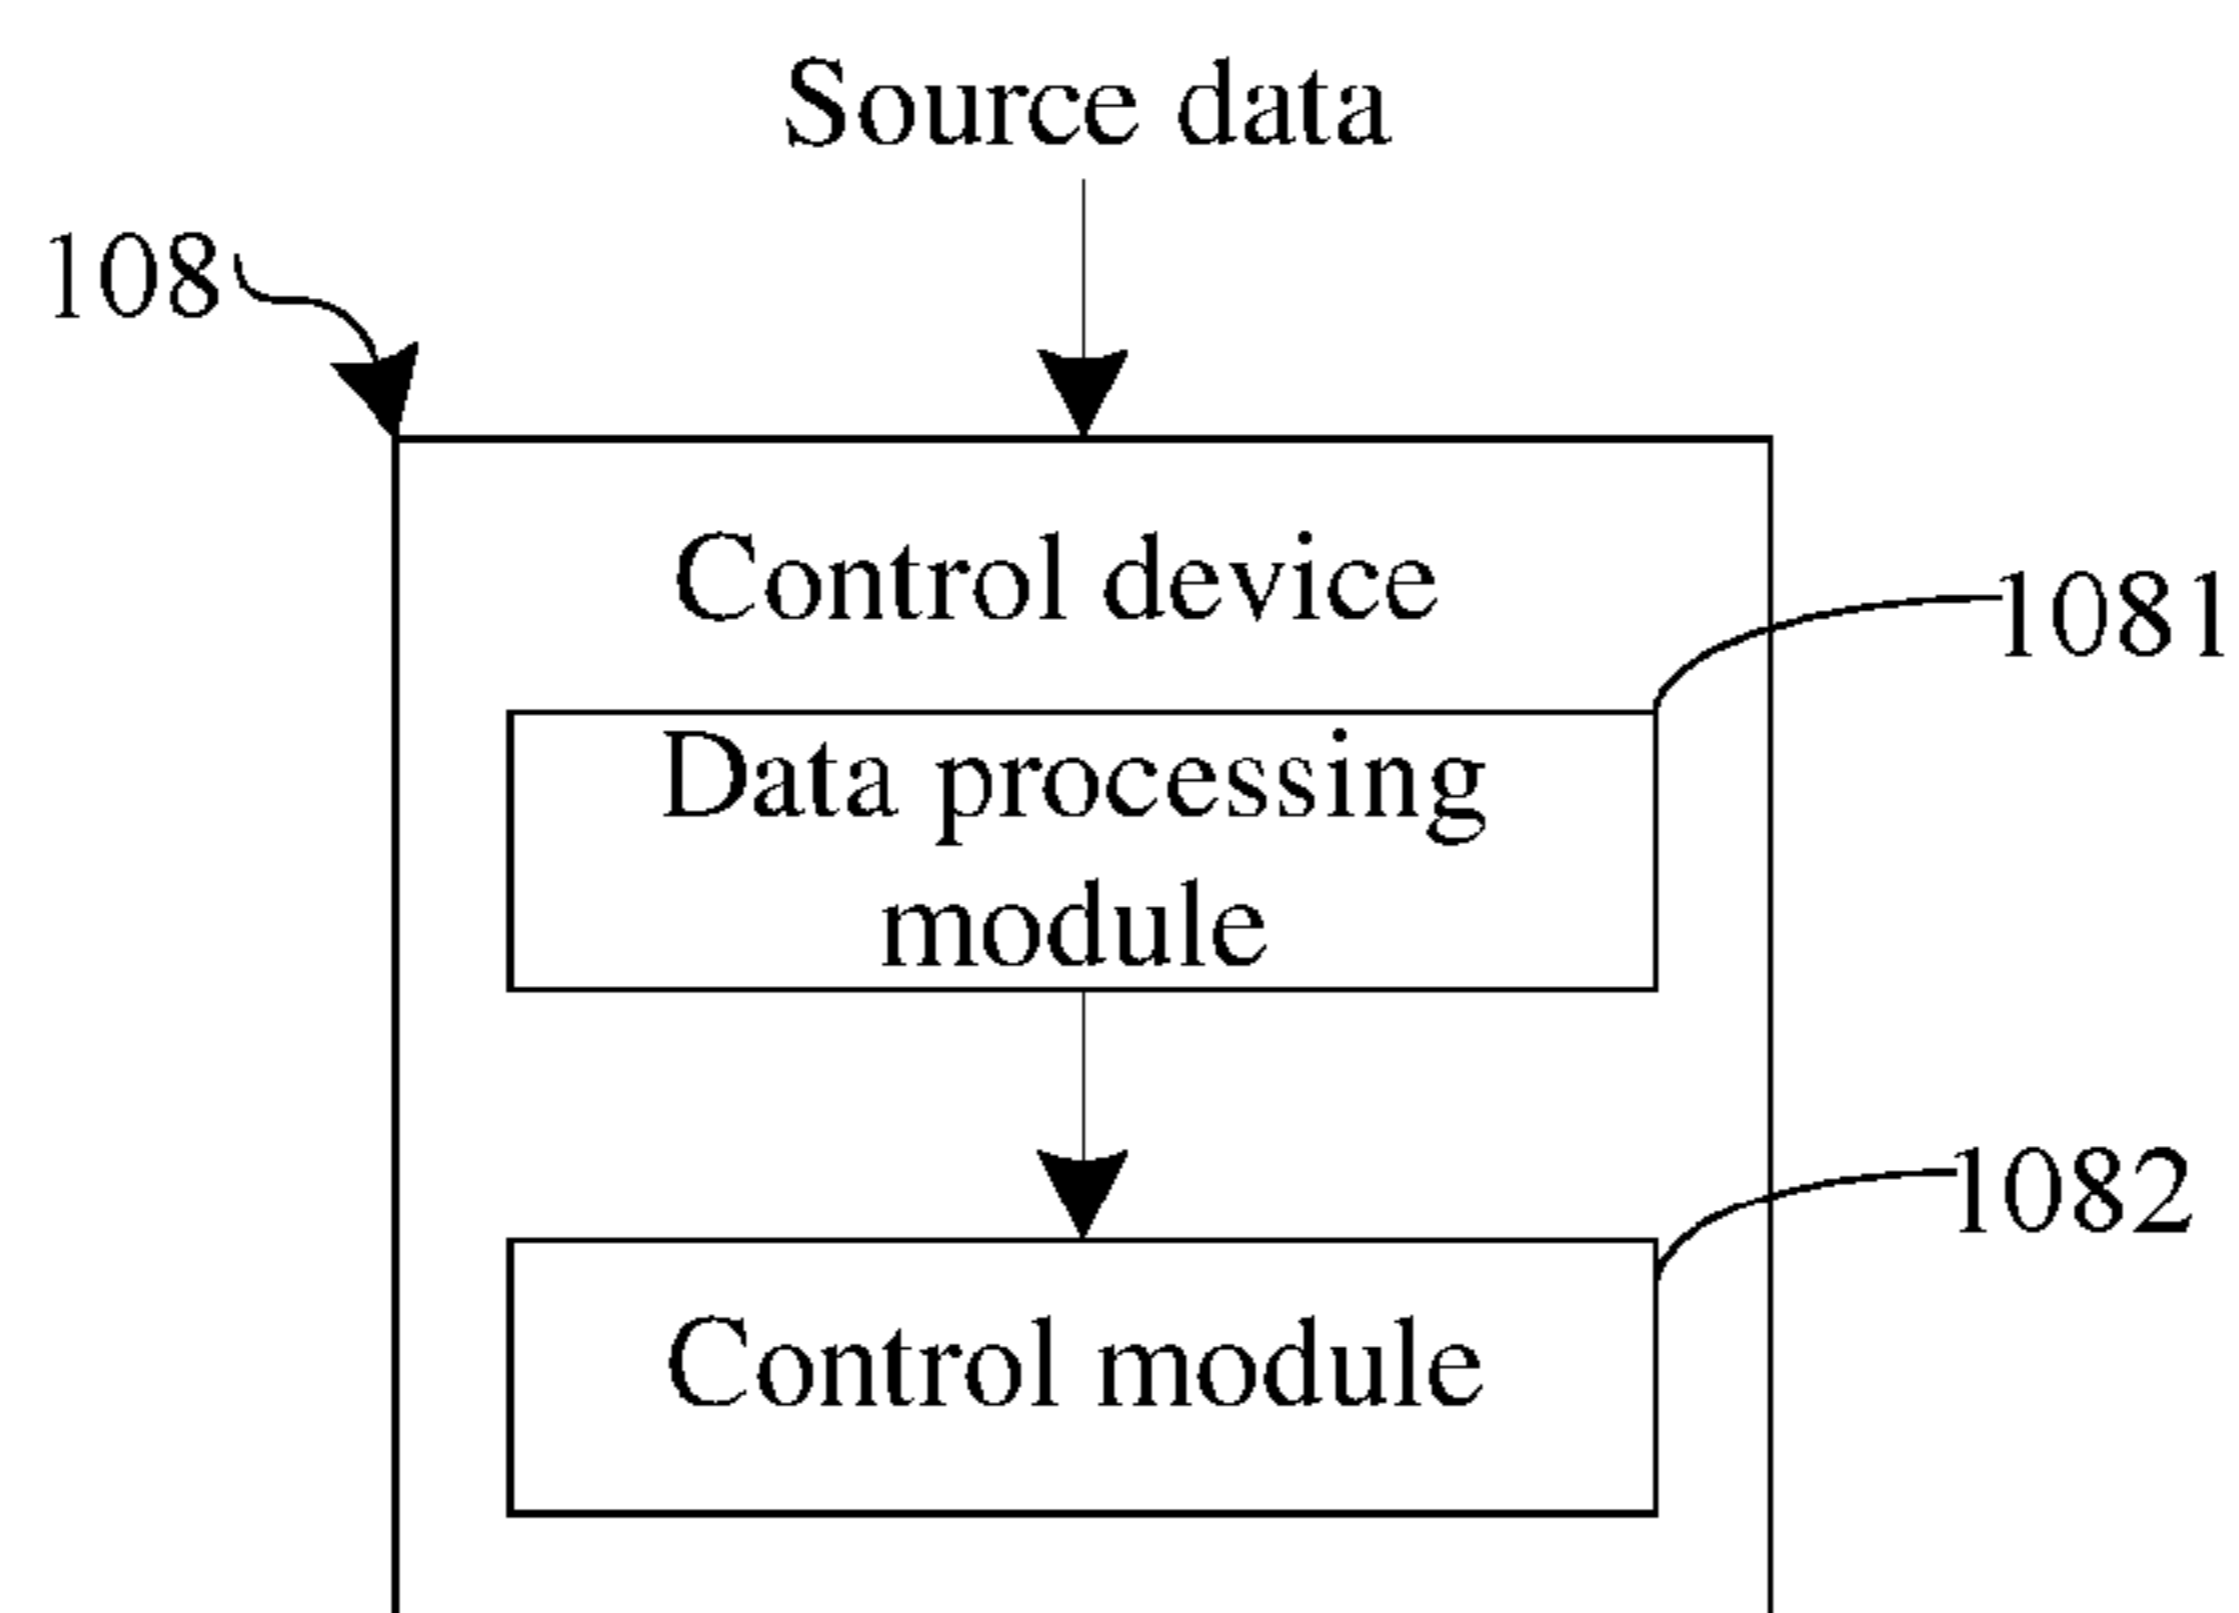 Source data
108
Control device
1081
Data processing
module
1082
Control module